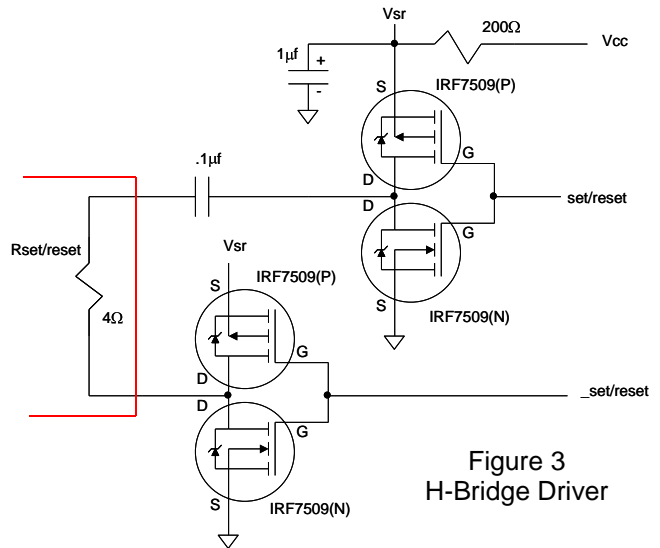 Vsr
200Ω
Vcc
1µf
+
-
S
IRF7509(P)
G
D
.1µf
set/reset
D
G
Rset/reset
Vsr
S
IRF7509(N)
IRF7509(P)
S
4Ω
G
D
_set/reset
D
G
Figure 3
H-Bridge Driver
S
IRF7509(N)